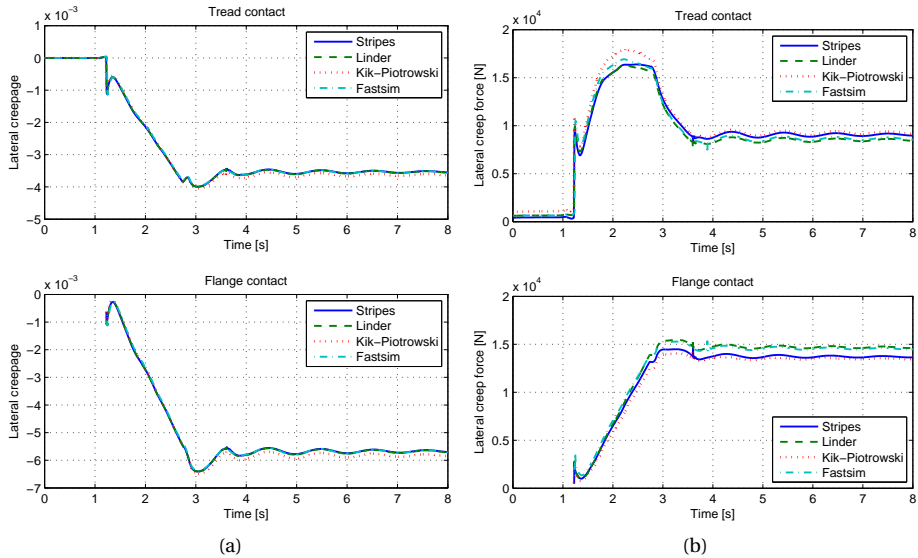 Tread contact
x 10⁻³
1
0
−1
−2
−3
−4
−5
Lateral creepage
Stripes
Linder
Kik−Piotrowski
Fastsim
0 1 2 3 4 5 6 7 8
Time [s]
Flange contact
x 10⁻³
0
−1
−2
−3
−4
−5
−6
−7
Lateral creepage
Stripes
Linder
Kik−Piotrowski
Fastsim
0 1 2 3 4 5 6 7 8
Time [s]
(a)
Tread contact
x 10⁴
2
1.5
1
0.5
0
Lateral creep force [N]
Stripes
Linder
Kik−Piotrowski
Fastsim
0 1 2 3 4 5 6 7 8
Time [s]
Flange contact
x 10⁴
2
1.5
1
0.5
0
Lateral creep force [N]
Stripes
Linder
Kik−Piotrowski
Fastsim
0 1 2 3 4 5 6 7 8
Time [s]
(b)